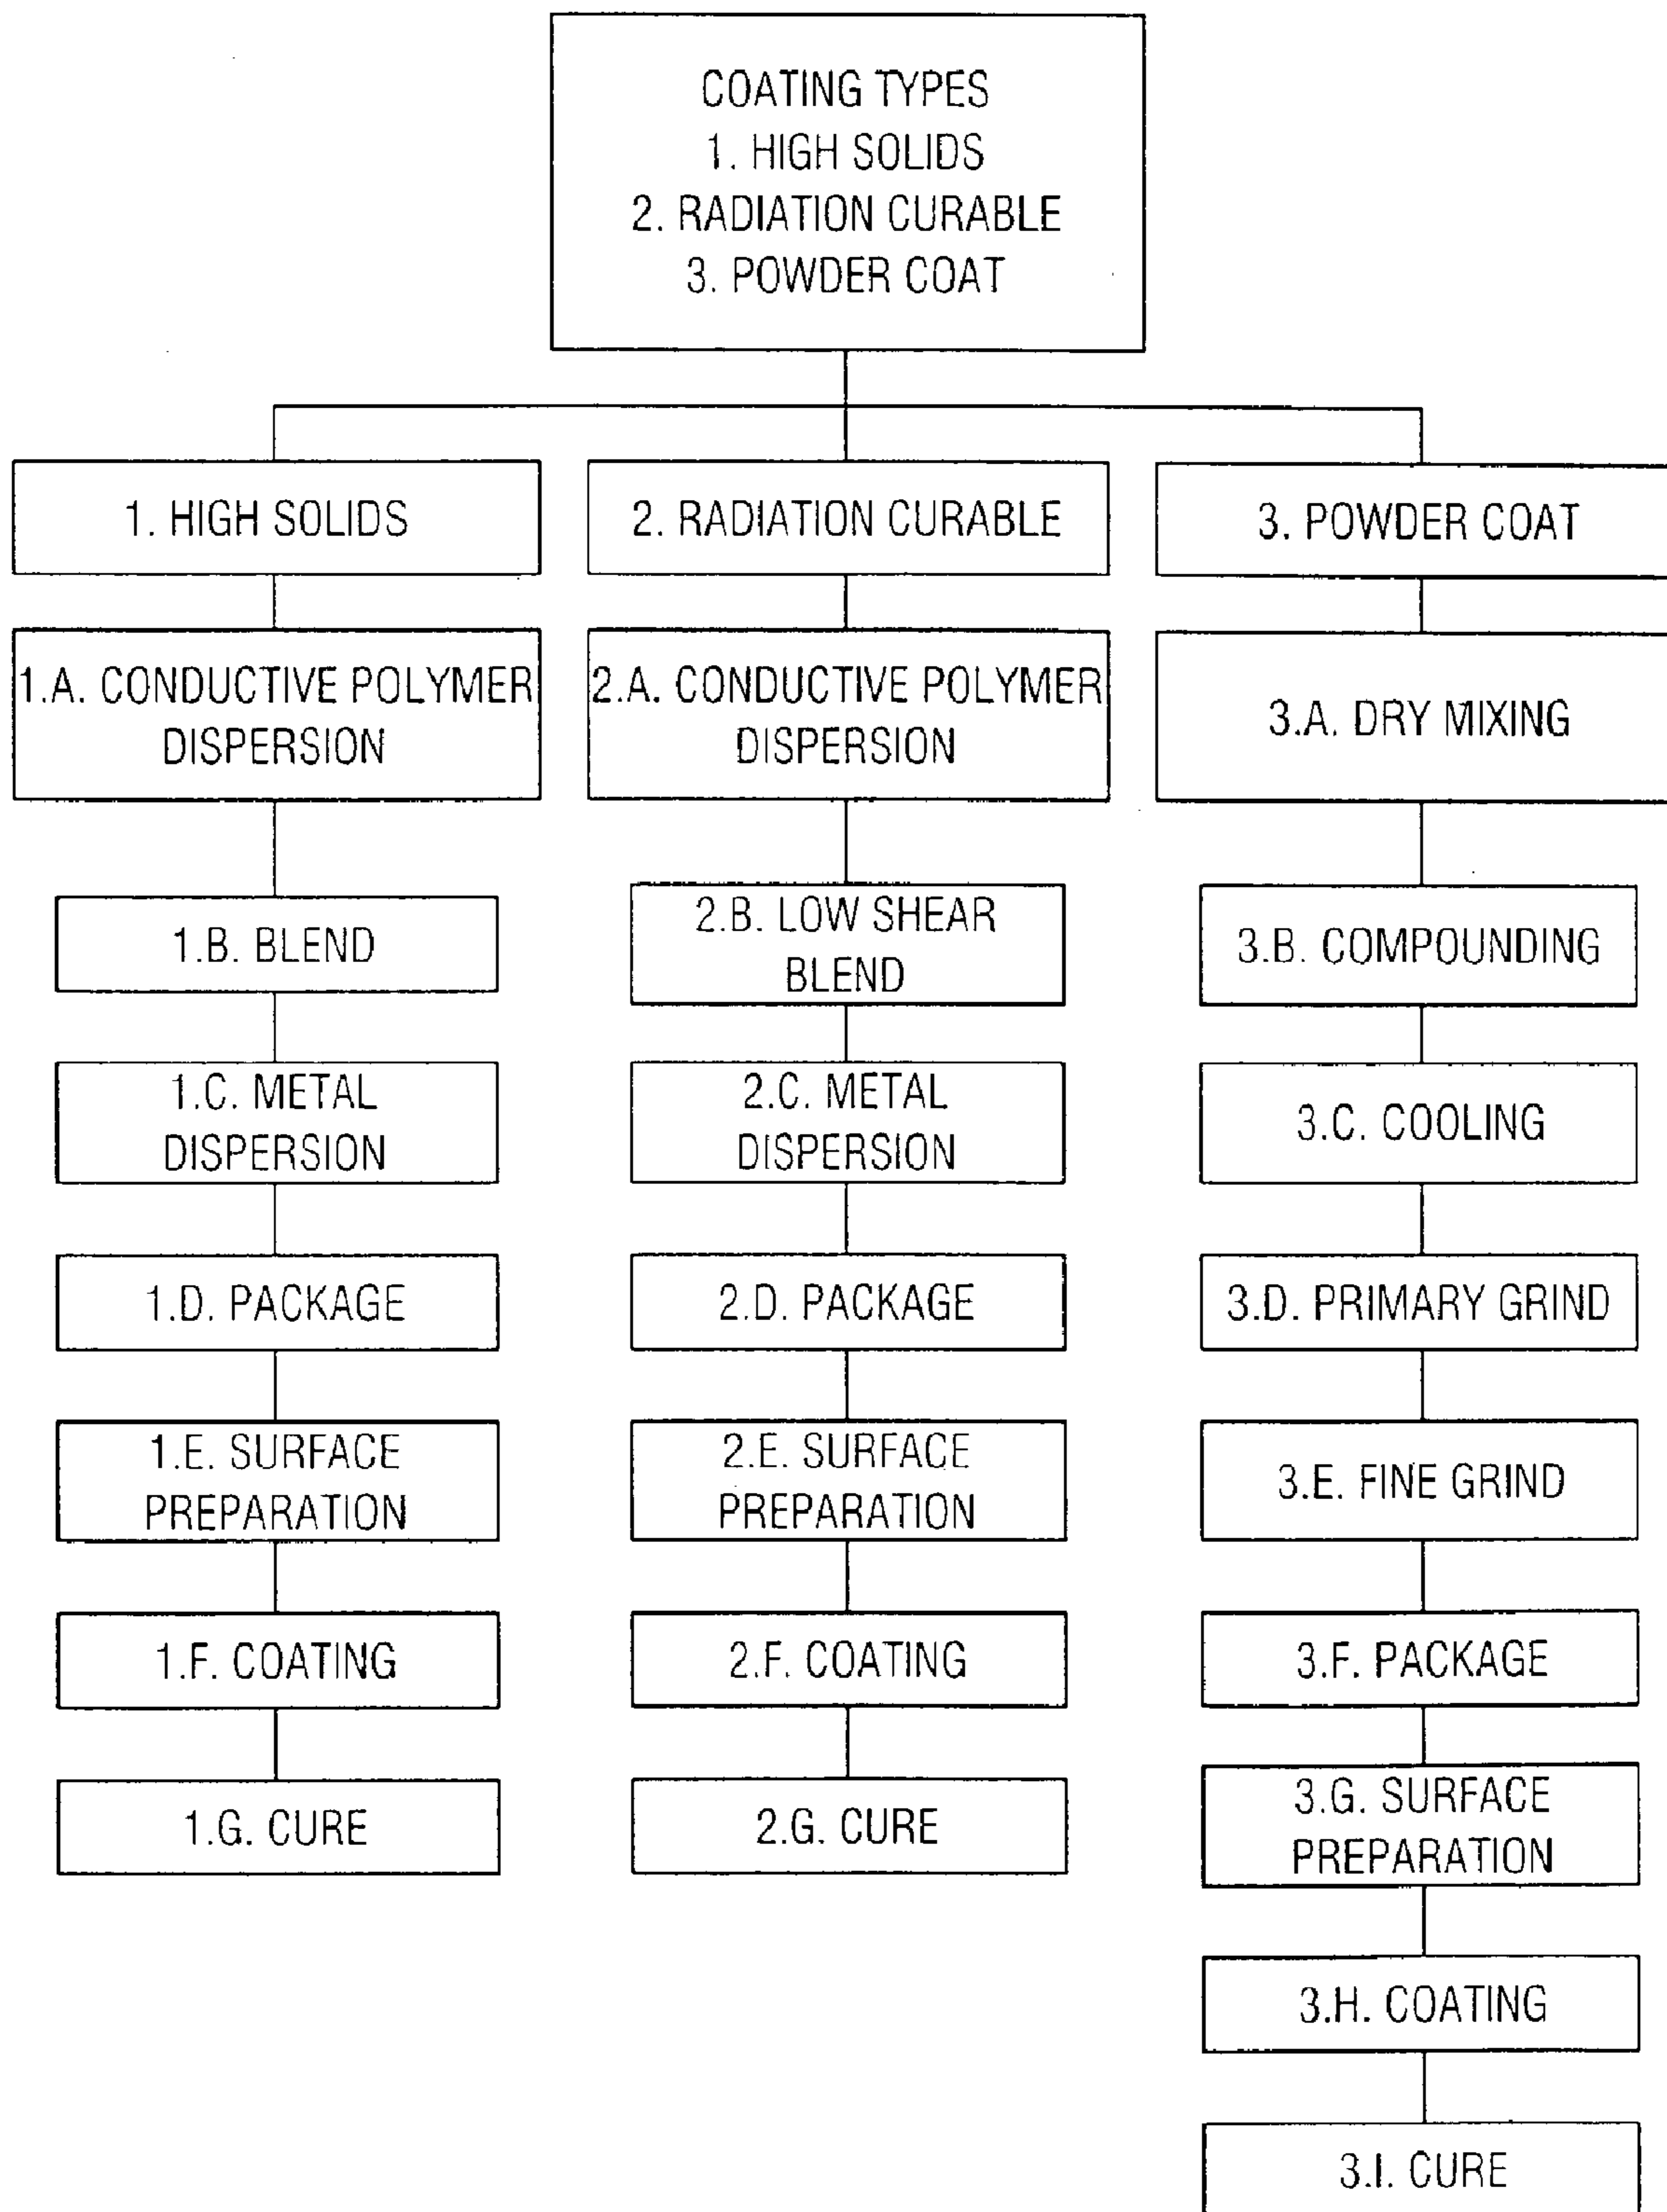 COATING TYPES
1. HIGH SOLIDS
2. RADIATION CURABLE
3. POWDER COAT
1. HIGH SOLIDS
1.A. CONDUCTIVE POLYMER
DISPERSION
1.B. BLEND
1.C. METAL
DISPERSION
1.D. PACKAGE
1.E. SURFACE
PREPARATION
1.F. COATING
1.G. CURE
2. RADIATION CURABLE
2.A. CONDUCTIVE POLYMER
DISPERSION
2.B. LOW SHEAR
BLEND
2.C. METAL
DISPERSION
2.D. PACKAGE
2.E. SURFACE
PREPARATION
2.F. COATING
2.G. CURE
3. POWDER COAT
3.A. DRY MIXING
3.B. COMPOUNDING
3.C. COOLING
3.D. PRIMARY GRIND
3.E. FINE GRIND
3.F. PACKAGE
3.G. SURFACE
PREPARATION
3.H. COATING
3.I. CURE